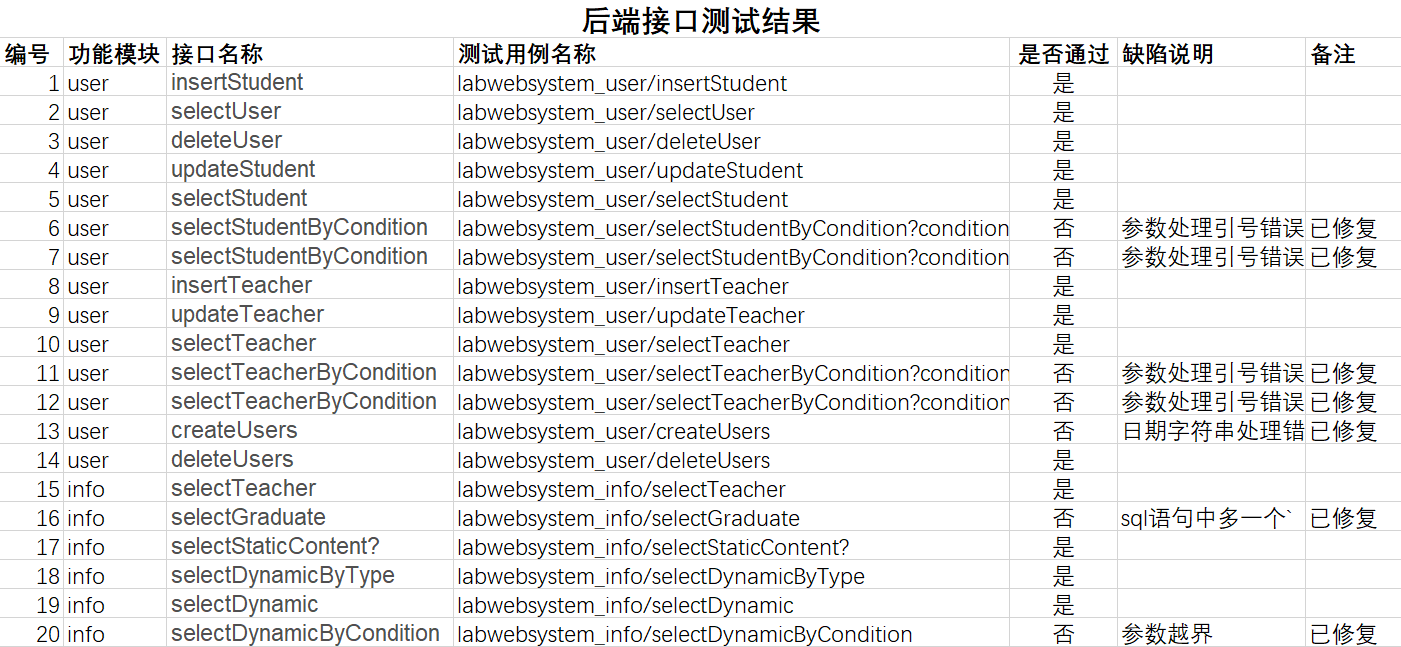 后端接口测试结果
编号 功能模块 接口名称 测试用例名称 是否通过 缺陷说明 备注
1 user insertStudent labwebsystem_user/insertStudent 是
2 user selectUser labwebsystem_user/selectUser 是
3 user deleteUser labwebsystem_user/deleteUser 是
4 user updateStudent labwebsystem_user/updateStudent 是
5 user selectStudent labwebsystem_user/selectStudent 是
6 user selectStudentByCondition labwebsystem_user/selectStudentByCondition?condition 否 参数处理引号错误 已修复
7 user selectStudentByCondition labwebsystem_user/selectStudentByCondition?condition 否 参数处理引号错误 已修复
8 user insertTeacher labwebsystem_user/insertTeacher 是
9 user updateTeacher labwebsystem_user/updateTeacher 是
10 user selectTeacher labwebsystem_user/selectTeacher 是
11 user selectTeacherByCondition labwebsystem_user/selectTeacherByCondition?condition 否 参数处理引号错误 已修复
12 user selectTeacherByCondition labwebsystem_user/selectTeacherByCondition?condition 否 参数处理引号错误 已修复
13 user createUsers labwebsystem_user/createUsers 否 日期字符串处理错 已修复
14 user deleteUsers labwebsystem_user/deleteUsers 是
15 info selectTeacher labwebsystem_info/selectTeacher 是
16 info selectGraduate labwebsystem_info/selectGraduate 否 sql语句中多一个` 已修复
17 info selectStaticContent? labwebsystem_info/selectStaticContent? 是
18 info selectDynamicByType labwebsystem_info/selectDynamicByType 是
19 info selectDynamic labwebsystem_info/selectDynamic 是
20 info selectDynamicByCondition labwebsystem_info/selectDynamicByCondition 否 参数越界 已修复